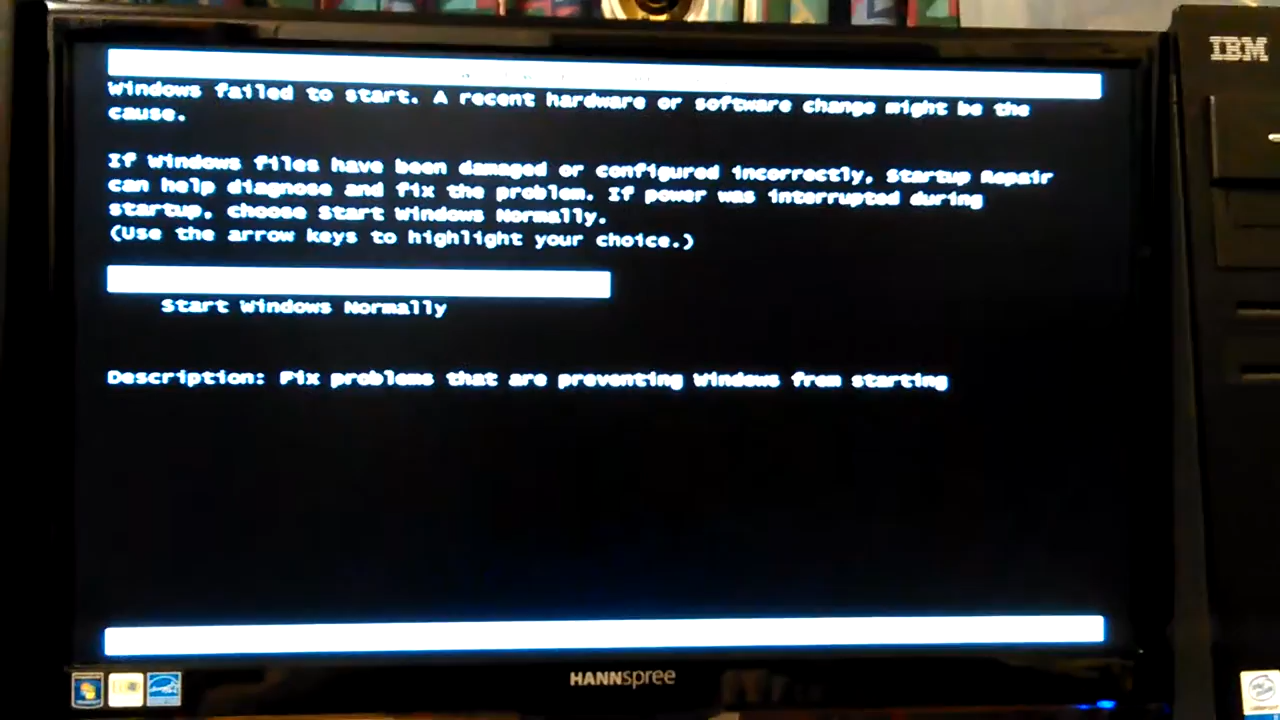 IBM
Windows failed to start. A recent hardware or software change might be the
cause.
If Windows files have been damaged or configured incorrectly, Startup Repair
can help diagnose and fix the problem. If power was interrupted during
startup, choose Start Windows Normally.
(Use the arrow keys to highlight your choice.)
Start Windows Normally
Description: Fix problems that are preventing Windows from starting
HANNspree